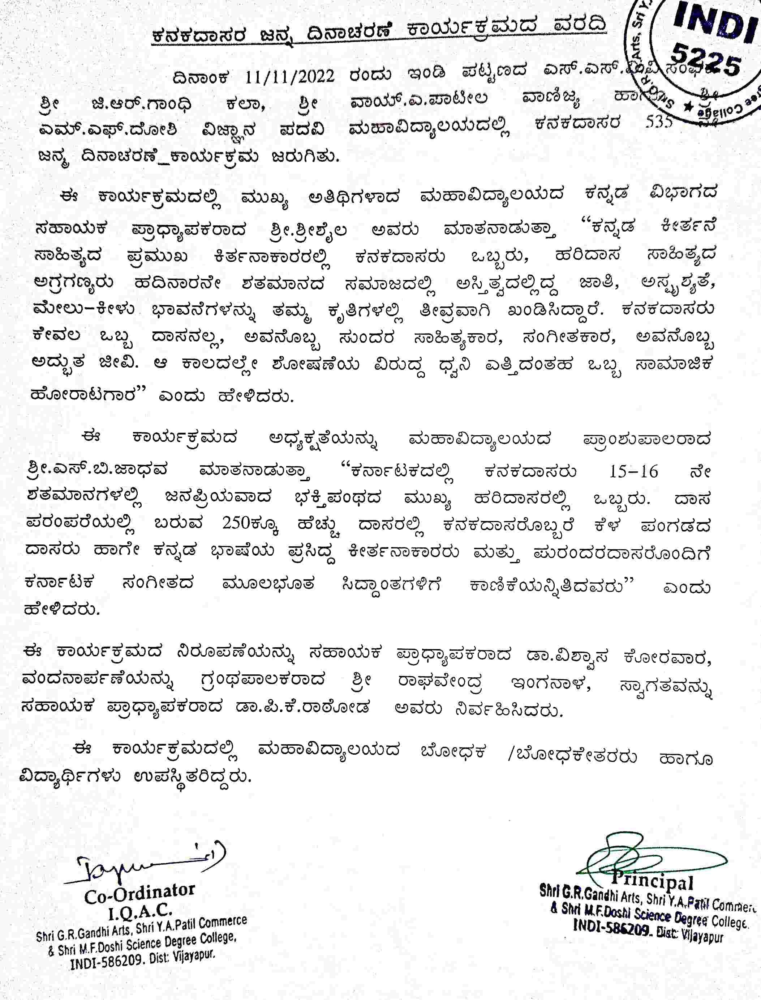 ಕನಕದಾಸರ ಜನ್ಮ ದಿನಾಚರಣೆ ಕಾರ್ಯಕ್ರಮದ ವರದಿ
INDI
5225
ದಿನಾಂಕ 11/11/2022 ರಂದು ಇಂಡಿ ಪಟ್ಟಣದ ಎಸ್.ಎಸ್.ವಿ.ವಿ ಸಂಘದ
ಶ್ರೀ ಜಿ.ಆರ್.ಗಾಂಧಿ ಕಲಾ, ಶ್ರೀ ವಾಯ್.ಎ.ಪಾಟೀಲ ವಾಣಿಜ್ಯ ಹಾಗೂ ಶ್ರೀ
ಎಮ್.ಎಫ್.ದೋಶಿ ವಿಜ್ಞಾನ ಪದವಿ ಮಹಾವಿದ್ಯಾಲಯದಲ್ಲಿ ಕನಕದಾಸರ 535 ನೇ
ಜನ್ಮ ದಿನಾಚರಣೆ_ಕಾರ್ಯಕ್ರಮ ಜರುಗಿತು.
ಈ ಕಾರ್ಯಕ್ರಮದಲ್ಲಿ ಮುಖ್ಯ ಅತಿಥಿಗಳಾದ ಮಹಾವಿದ್ಯಾಲಯದ ಕನ್ನಡ ವಿಭಾಗದ
ಸಹಾಯಕ ಪ್ರಾಧ್ಯಾಪಕರಾದ ಶ್ರೀ.ಶ್ರೀಶೈಲ ಅವರು ಮಾತನಾಡುತ್ತಾ “ಕನ್ನಡ ಕೀರ್ತನೆ
ಸಾಹಿತ್ಯದ ಪ್ರಮುಖ ಕಿರ್ತನಾಕಾರರಲ್ಲಿ ಕನಕದಾಸರು ಒಬ್ಬರು, ಹರಿದಾಸ ಸಾಹಿತ್ಯದ
ಅಗ್ರಗಣ್ಯರು ಹದಿನಾರನೇ ಶತಮಾನದ ಸಮಾಜದಲ್ಲಿ ಅಸ್ತಿತ್ವದಲ್ಲಿದ್ದ ಜಾತಿ, ಅಸ್ಪೃಶ್ಯತೆ,
ಮೇಲು-ಕೀಳು ಭಾವನೆಗಳನ್ನು ತಮ್ಮ ಕೃತಿಗಳಲ್ಲಿ ತೀವ್ರವಾಗಿ ಖಂಡಿಸಿದ್ದಾರೆ. ಕನಕದಾಸರು
ಕೇವಲ ಒಬ್ಬ ದಾಸನಲ್ಲ, ಅವನೊಬ್ಬ ಸುಂದರ ಸಾಹಿತ್ಯಕಾರ, ಸಂಗೀತಕಾರ, ಅವನೊಬ್ಬ
ಅದ್ಭುತ ಜೀವಿ. ಆ ಕಾಲದಲ್ಲೇ ಶೋಷಣೆಯ ವಿರುದ್ದ ಧ್ವನಿ ಎತ್ತಿದಂತಹ ಒಬ್ಬ ಸಾಮಾಜಿಕ
ಹೋರಾಟಗಾರ” ಎಂದು ಹೇಳಿದರು.
ಈ ಕಾರ್ಯಕ್ರಮದ ಅಧ್ಯಕ್ಷತೆಯನ್ನು ಮಹಾವಿದ್ಯಾಲಯದ ಪ್ರಾಂಶುಪಾಲರಾದ
ಶ್ರೀ.ಎಸ್.ಬಿ.ಜಾಧವ ಮಾತನಾಡುತ್ತಾ “ಕರ್ನಾಟಕದಲ್ಲಿ ಕನಕದಾಸರು 15-16 ನೇ
ಶತಮಾನಗಳಲ್ಲಿ ಜನಪ್ರಿಯವಾದ ಭಕ್ತಿಪಂಥದ ಮುಖ್ಯ ಹರಿದಾಸರಲ್ಲಿ ಒಬ್ಬರು. ದಾಸ
ಪರಂಪರೆಯಲ್ಲಿ ಬರುವ 250ಕ್ಕೂ ಹೆಚ್ಚು ದಾಸರಲ್ಲಿ ಕನಕದಾಸರೊಬ್ಬರೆ ಕೆಳ ಪಂಗಡದ
ದಾಸರು ಹಾಗೇ ಕನ್ನಡ ಭಾಷೆಯ ಪ್ರಸಿದ್ದ ಕೀರ್ತನಾಕಾರರು ಮತ್ತು ಪುರಂದರದಾಸರೊಂದಿಗೆ
ಕರ್ನಾಟಕ ಸಂಗೀತದ ಮೂಲಭೂತ ಸಿದ್ದಾಂತಗಳಿಗೆ ಕಾಣಿಕೆಯನ್ನಿತಿದವರು” ಎಂದು
ಹೇಳಿದರು.
ಈ ಕಾರ್ಯಕ್ರಮದ ನಿರೂಪಣೆಯನ್ನು ಸಹಾಯಕ ಪ್ರಾಧ್ಯಾಪಕರಾದ ಡಾ.ವಿಶ್ವಾಸ ಕೋರವಾರ,
ವಂದನಾರ್ಪಣೆಯನ್ನು ಗ್ರಂಥಪಾಲಕರಾದ ಶ್ರೀ ರಾಘವೇಂದ್ರ ಇಂಗನಾಳ, ಸ್ವಾಗತವನ್ನು
ಸಹಾಯಕ ಪ್ರಾಧ್ಯಾಪಕರಾದ ಡಾ.ಪಿ.ಕೆ.ರಾಠೋಡ ಅವರು ನಿರ್ವಹಿಸಿದರು.
ಈ ಕಾರ್ಯಕ್ರಮದಲ್ಲಿ ಮಹಾವಿದ್ಯಾಲಯದ ಬೋಧಕ /ಬೋಧಕೇತರರು ಹಾಗೂ
ವಿದ್ಯಾರ್ಥಿಗಳು ಉಪಸ್ಥಿತರಿದ್ದರು.
Co-Ordinator
I.Q.A.C.
Shri G.R.Gandhi Arts, Shri Y.A.Patil Commerce
& Shri M.F.Doshi Science Degree College,
INDI-586209. Dist: Vijayapur.
Principal
Shri G.R.Gandhi Arts, Shri Y.A.Patil Commerc
& Shri M.F.Doshi Science Degree College.
INDI-586209. Dist: Vijayapur